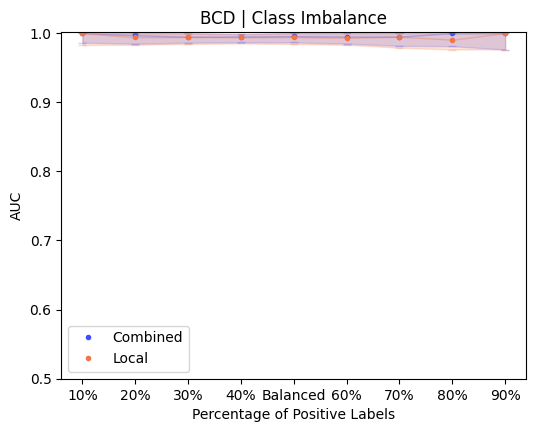 BCD | Class Imbalance
1.0
0.9
0.8
0.7
0.6
0.5
AUC
Combined
Local
10% 20% 30% 40% Balanced 60% 70% 80% 90%
Percentage of Positive Labels